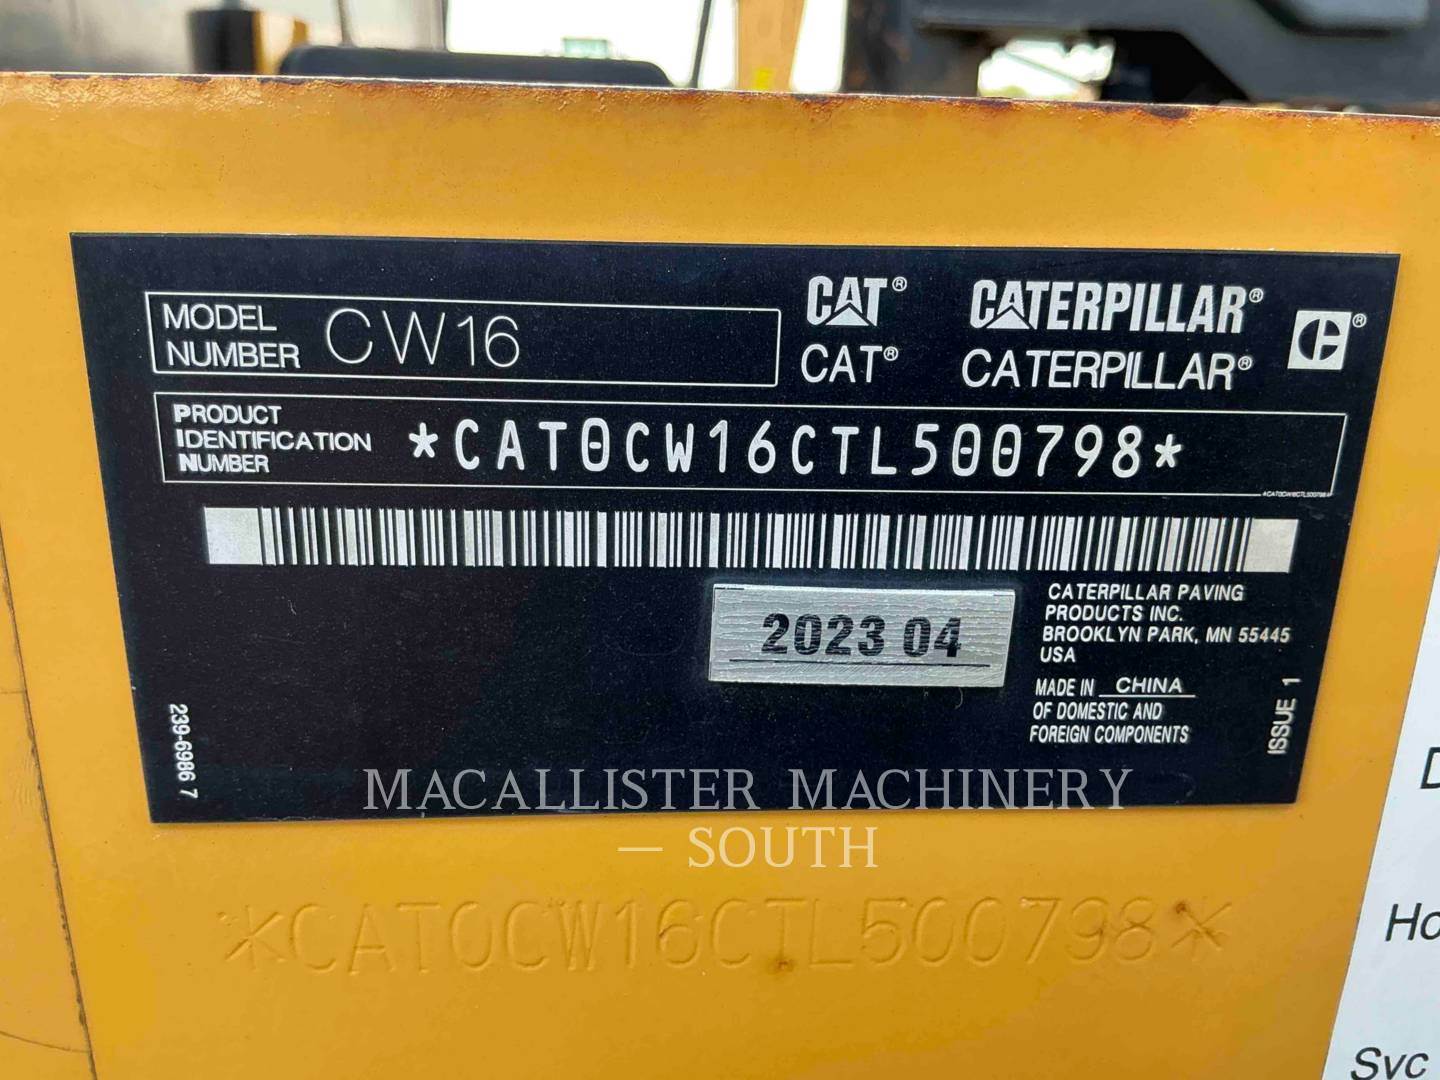 MODEL
NUMBER CW16
CAT® CATERPILLAR® ®
CAT® CATERPILLAR®
PRODUCT
IDENTIFICATION
NUMBER
*CAT0CW16CTL500798*
*CAT0CW16CTL500798*
2023 04
CATERPILLAR PAVING
PRODUCTS INC.
BROOKLYN PARK, MN 55445
USA
MADE IN CHINA
OF DOMESTIC AND
FOREIGN COMPONENTS
ISSUE 1
239-6986 7
MACALLISTER MACHINERY
— SOUTH
*CAT0CW16CTL500798*
D
Ho
Svc